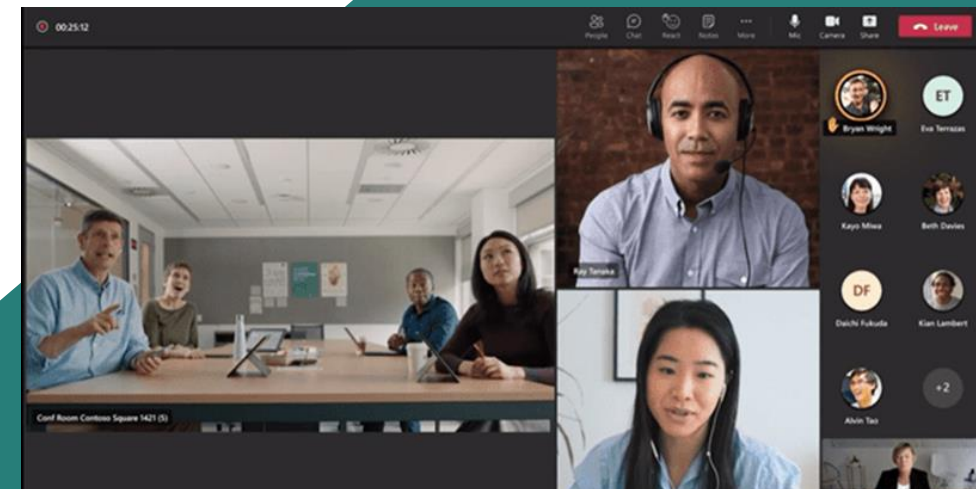 00:25:12
People Chat React Notes More Mic Camera Share Leave
Conf Room Contoso Square 1421 (5)
Ray Tanaka
Bryan Wright
ET
Eva Terrazas
Kayo Miwa
Beth Davies
DF
Daichi Fukuda
Kian Lambert
Alvin Tao
+2